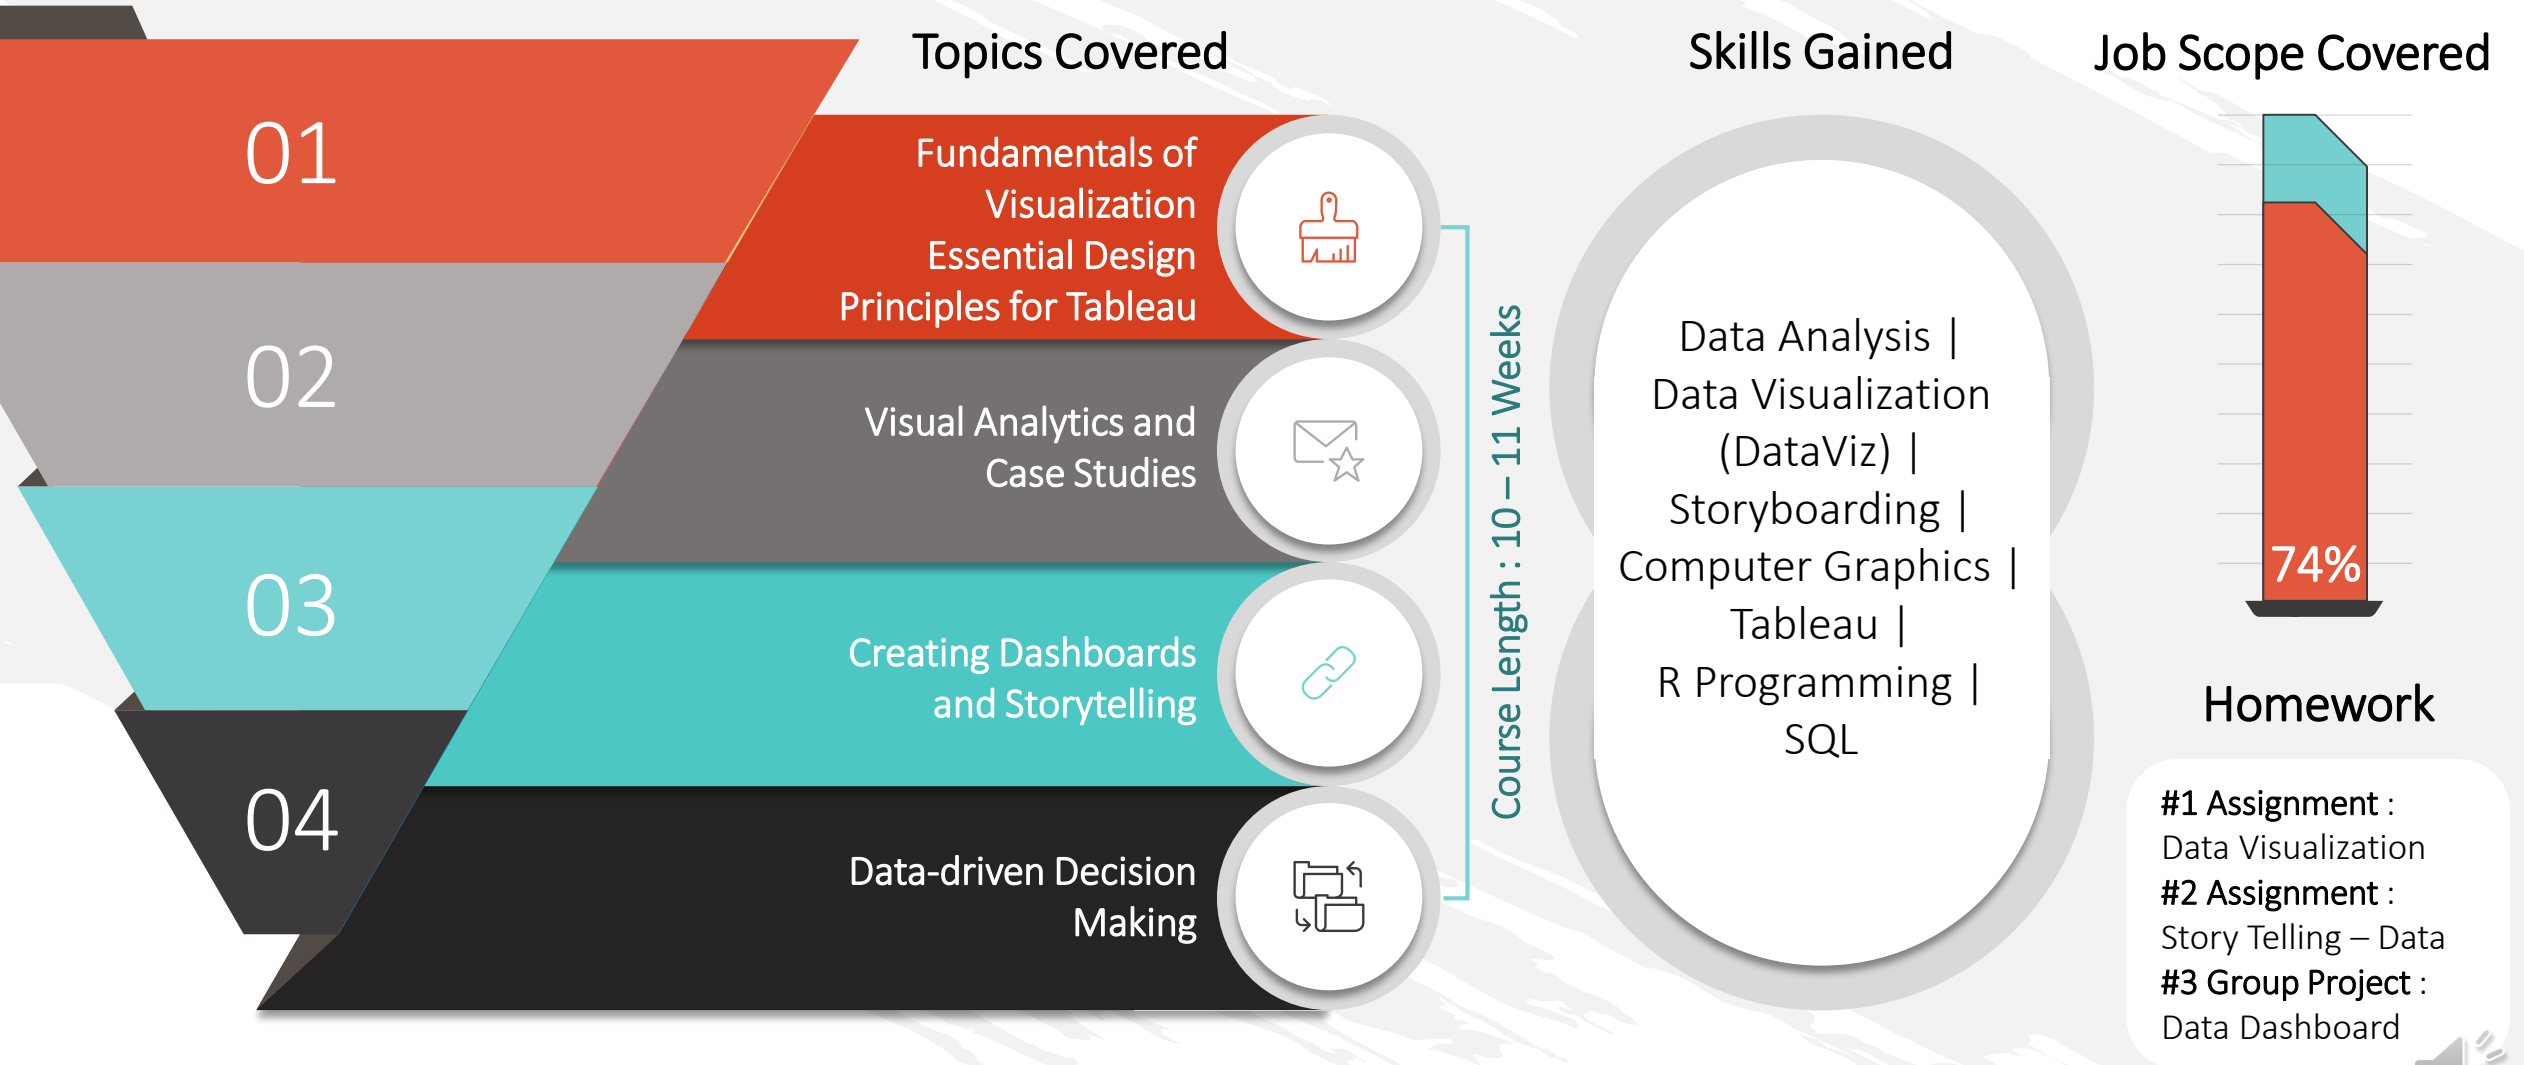 Topics Covered
Skills Gained
Job Scope Covered
01
Fundamentals of
Visualization
Essential Design
Principles for Tableau
02
Visual Analytics and
Case Studies
03
Creating Dashboards
and Storytelling
04
Data-driven Decision
Making
Course Length : 10 – 11 Weeks
Data Analysis |
Data Visualization
(DataViz) |
Storyboarding |
Computer Graphics |
Tableau |
R Programming |
SQL
74%
Homework
#1 Assignment :
Data Visualization
#2 Assignment :
Story Telling – Data
#3 Group Project :
Data Dashboard